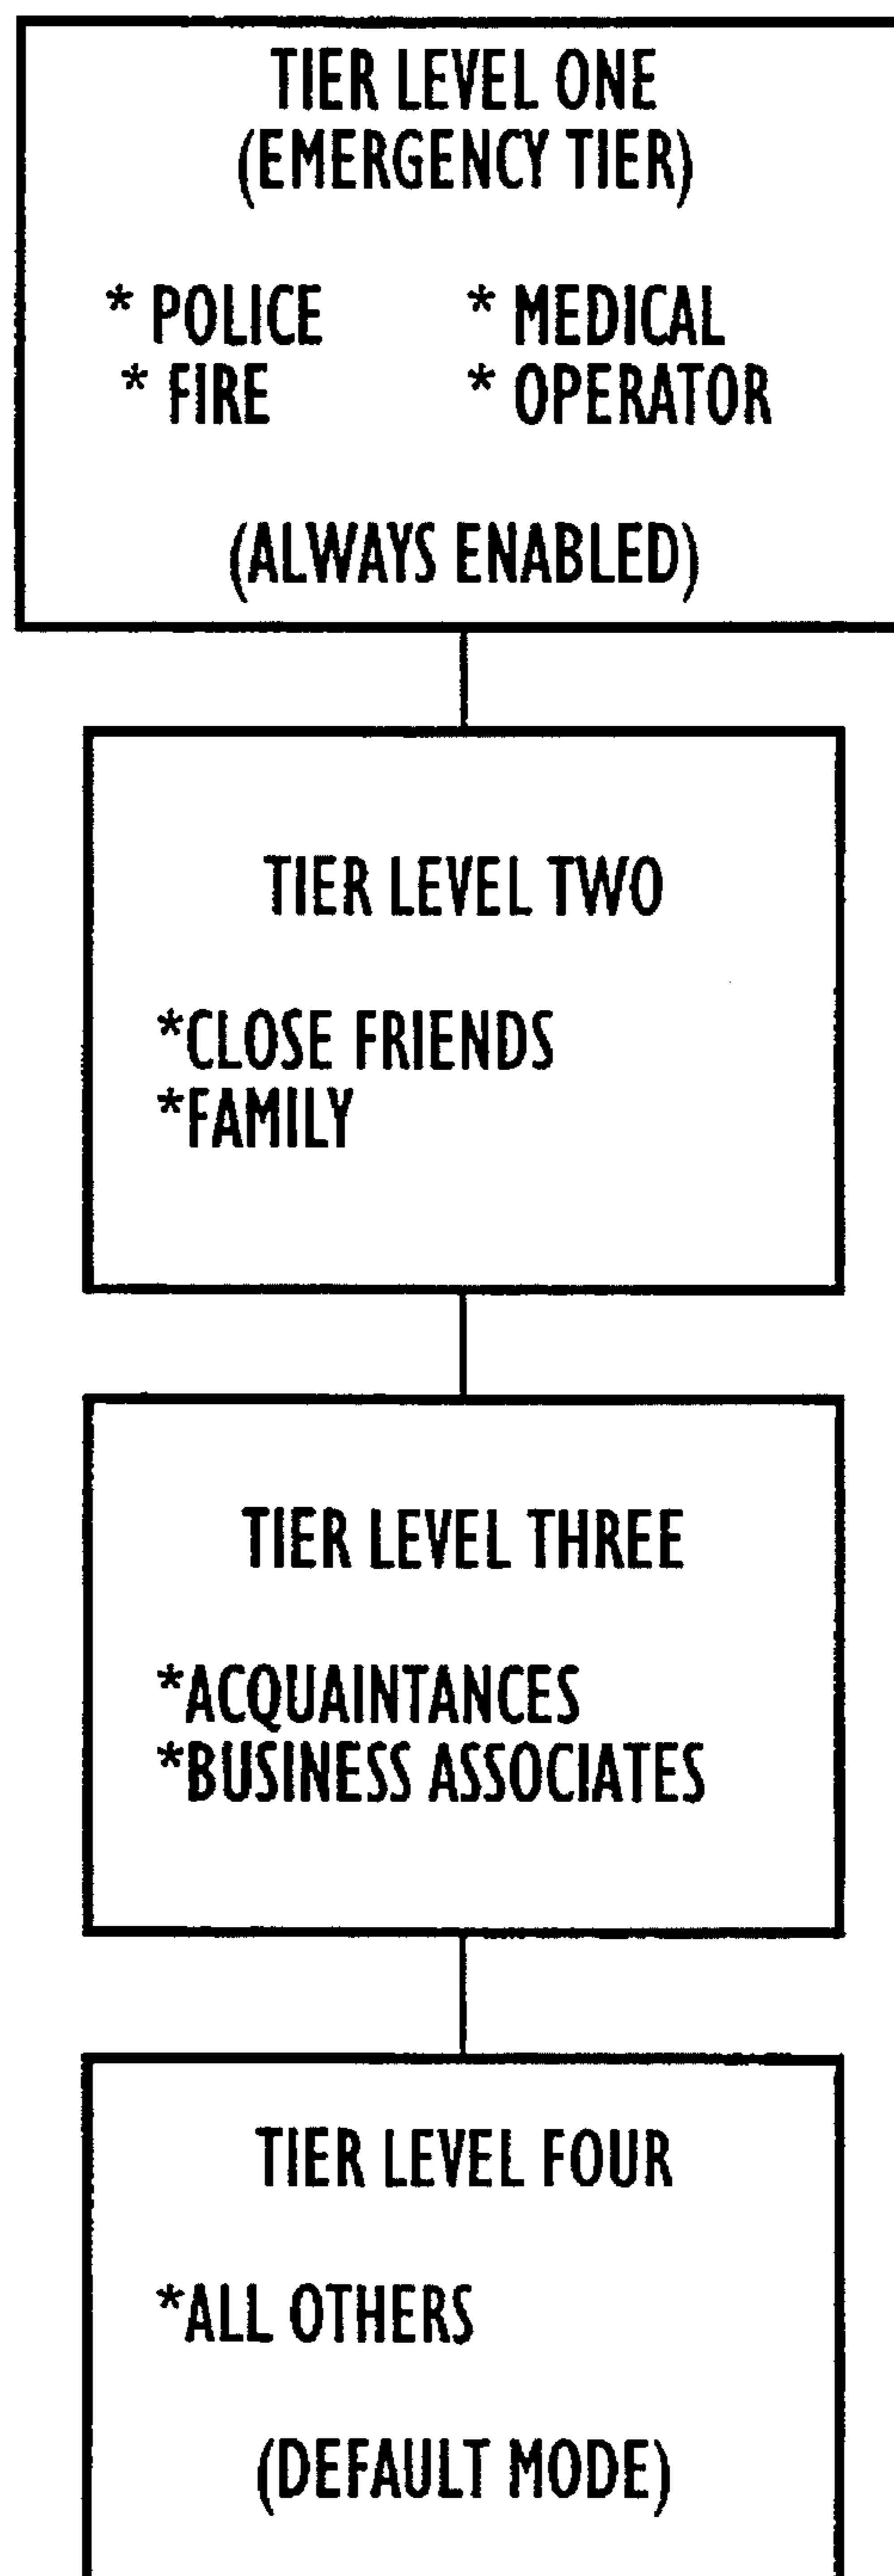 TIER LEVEL ONE
(EMERGENCY TIER)
* POLICE * MEDICAL
* FIRE * OPERATOR
(ALWAYS ENABLED)
TIER LEVEL TWO
*CLOSE FRIENDS
*FAMILY
TIER LEVEL THREE
*ACQUAINTANCES
*BUSINESS ASSOCIATES
TIER LEVEL FOUR
*ALL OTHERS
(DEFAULT MODE)